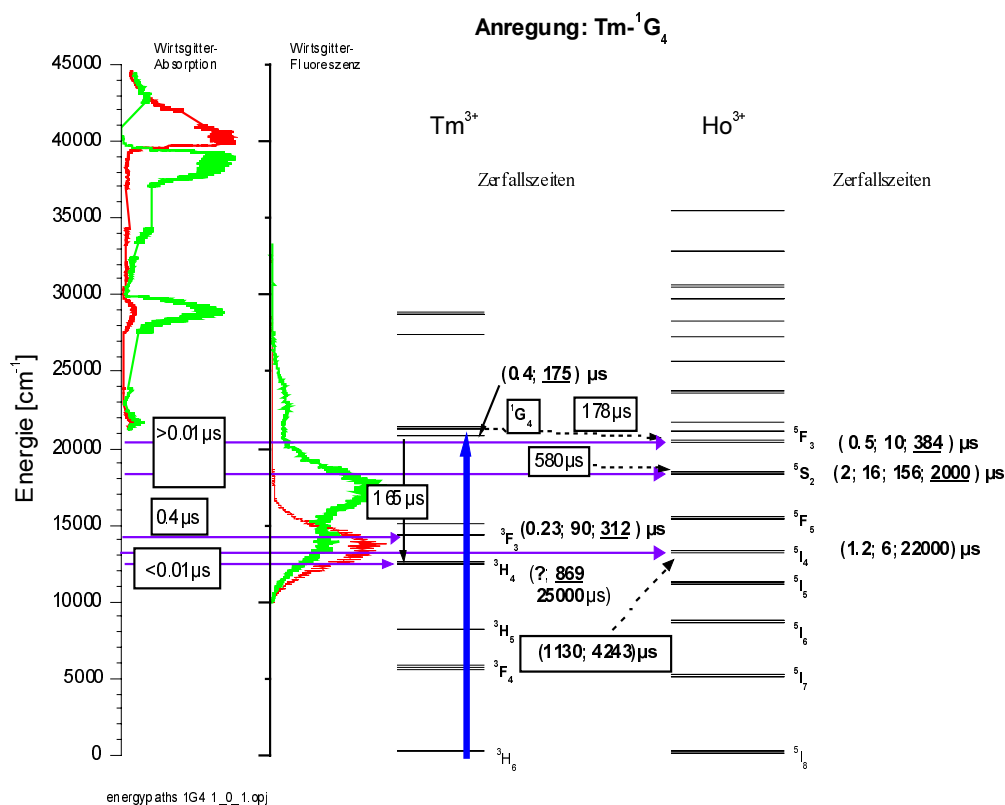 Anregung: Tm-¹G₄
Wirtsgitter-
Absorption
Wirtsgitter-
Fluoreszenz
Tm³⁺
Ho³⁺
Zerfallszeiten
Zerfallszeiten
Energie [cm⁻¹]
45000
40000
35000
30000
25000
20000
15000
10000
5000
0
(0.4; 175) µs
¹G₄
178µs
>0.01µs
⁵F₃
(0.5; 10; 384) µs
580µs
⁵S₂
(2; 16; 156; 2000) µs
165µs
0.4µs
³F₃
(0.23; 90; 312) µs
⁵F₅
<0.01µs
³H₄
(?; 869
25000µs)
⁵I₄
(1.2; 6; 22000) µs
⁵I₅
³H₅
(1130; 4243)µs
⁵I₆
³F₄
⁵I₇
³H₆
⁵I₈
energypaths 1G4 1_0_1.opj